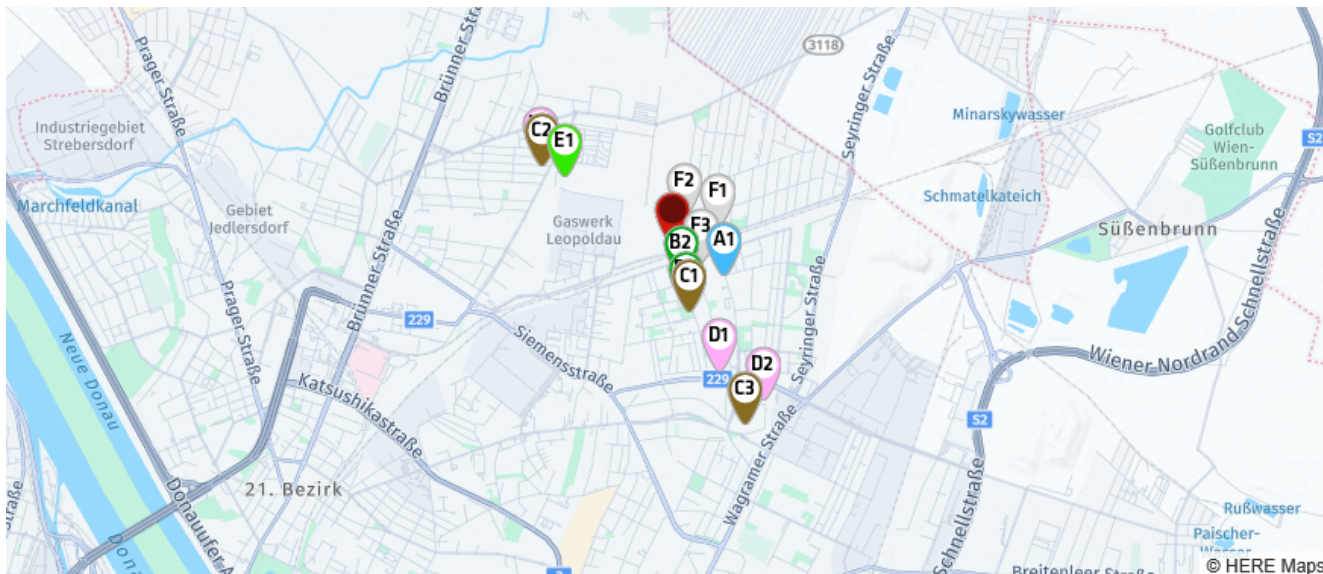 Prager Straße
Brünner Straße
3118
Seyringer Straße
Minarskywasser
Golfclub
Wien-
Süßenbrunn
S2
Industriegebiet
Strebersdorf
C2
E1
F2
F1
Schmatelkateich
Marchfeldkanal
Gebiet
Jedlersdorf
Gaswerk
Leopoldau
F3
B2
A1
Süßenbrunn
C1
Prager Straße
Brünner Straße
229
Siemensstraße
D1
D2
229
C3
Seyringer Straße
Wiener Nordrand Schnellstraße
Neue Donau
Katsushikastraße
S2
21. Bezirk
Wagramer Straße
Schnellstraße
Rußwasser
Paischer-
Breitenleer Straße
© HERE Maps